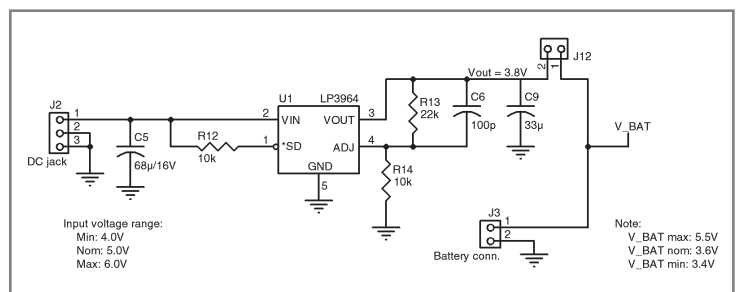 J12
2
1
Vout = 3.8V
J2
1
2
3
DC jack
C5
68µ/16V
R12
10k
U1
LP3964
2
VIN
VOUT
3
1
*SD
ADJ
4
GND
5
R13
22k
C6
100p
C9
33µ
R14
10k
V_BAT
J3
1
2
Battery conn.
Input voltage range:
Min: 4.0V
Nom: 5.0V
Max: 6.0V
Note:
V_BAT max: 5.5V
V_BAT nom: 3.6V
V_BAT min: 3.4V